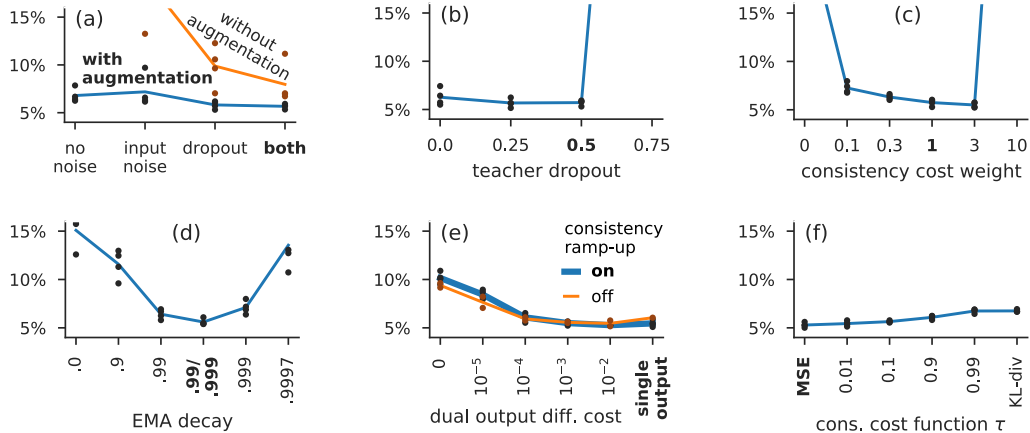 (a)
15%
10%
5%
without
augmentation
with
augmentation
no
noise
input
noise
dropout
both
(b)
15%
10%
5%
0.0
0.25
0.5
0.75
teacher dropout
(c)
15%
10%
5%
0
0.1
0.3
1
3
10
consistency cost weight
(d)
15%
10%
5%
.0
.9
.99
.99/
.999
.999
.9997
EMA decay
(e)
15%
10%
5%
consistency
ramp-up
on
off
0
10⁻⁵
10⁻⁴
10⁻³
10⁻²
single
output
dual output diff. cost
(f)
15%
10%
5%
MSE
0.01
0.1
0.9
0.99
KL-div
cons. cost function τ